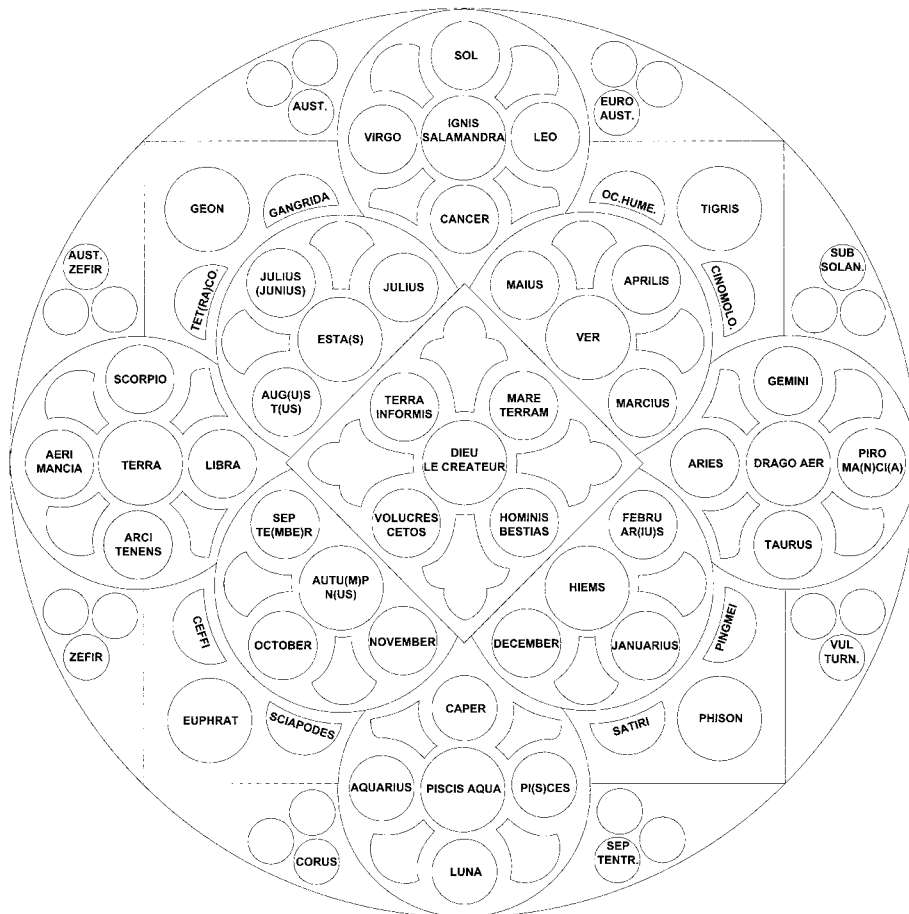 SOL
AUST.
EURO
AUST.
VIRGO
IGNIS
SALAMANDRA
LEO
GEON
GANGRIDA
CANCER
OC.HUME.
TIGRIS
AUST.
ZEFIR
TET(RA)CO.
JULIUS
(JUNIUS)
JULIUS
MAIUS
APRILIS
CINOMOLO.
SUB
SOLAN.
ESTA(S)
VER
SCORPIO
AUG(U)S
T(US)
TERRA
INFORMIS
MARE
TERRAM
MARCIUS
GEMINI
AERI
MANCIA
TERRA
LIBRA
DIEU
LE CREATEUR
ARIES
DRAGO AER
PIRO
MA(N)CI(A)
ARCI
TENENS
SEP
TE(MBE)R
VOLUCRES
CETOS
HOMINIS
BESTIAS
FEBRU
AR(IU)S
TAURUS
AUTU(M)P
N(US)
HIEMS
ZEFIR
CEFFI
OCTOBER
NOVEMBER
DECEMBER
JANUARIUS
PINGMEI
VUL
TURN.
EUPHRAT
SCIAPODES
CAPER
SATIRI
PHISON
AQUARIUS
PISCIS AQUA
PI(S)CES
CORUS
LUNA
SEP
TENTR.